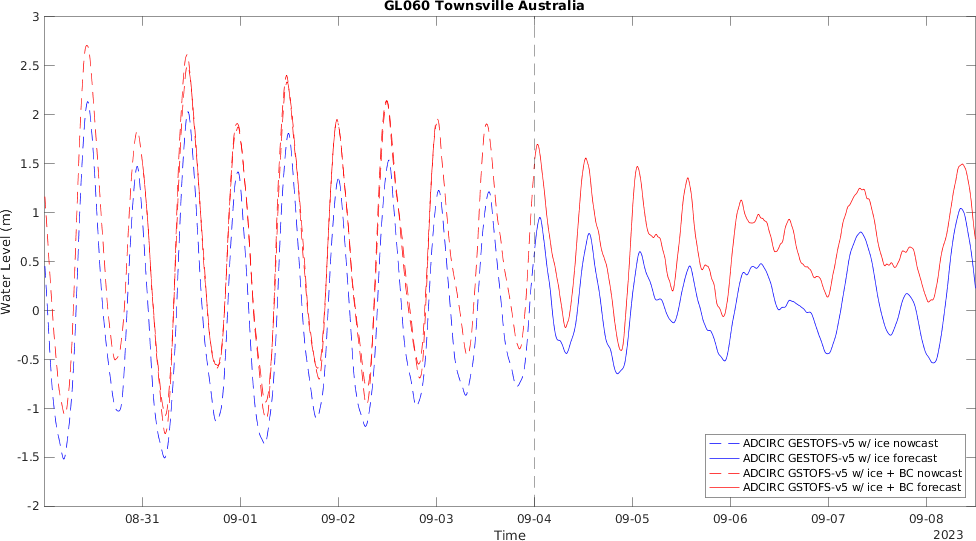 GL060 Townsville Australia
3
2.5
2
1.5
1
0.5
0
-0.5
-1
-1.5
-2
Water Level (m)
08-31 09-01 09-02 09-03 09-04 09-05 09-06 09-07 09-08
Time
2023
ADCIRC GESTOFS-v5 w/ ice nowcast
ADCIRC GESTOFS-v5 w/ ice forecast
ADCIRC GSTOFS-v5 w/ ice + BC nowcast
ADCIRC GSTOFS-v5 w/ ice + BC forecast